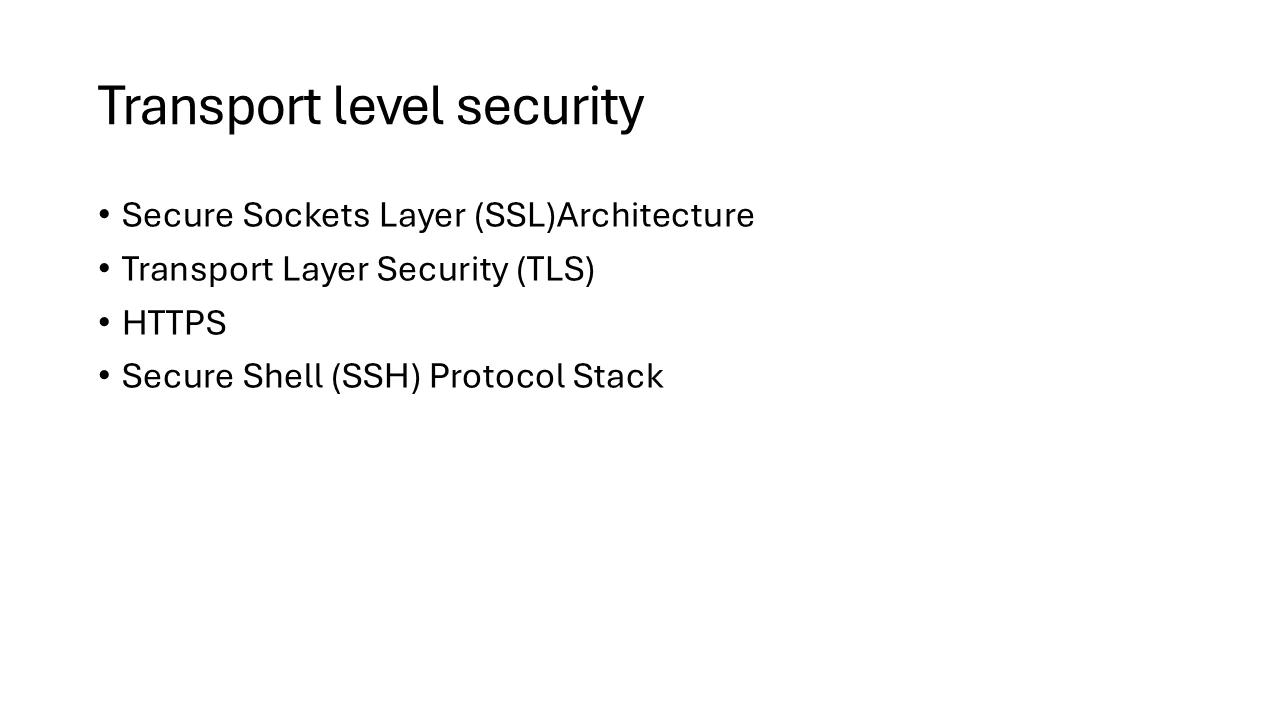 Transport level security
• Secure Sockets Layer (SSL)Architecture
• Transport Layer Security (TLS)
• HTTPS
• Secure Shell (SSH) Protocol Stack